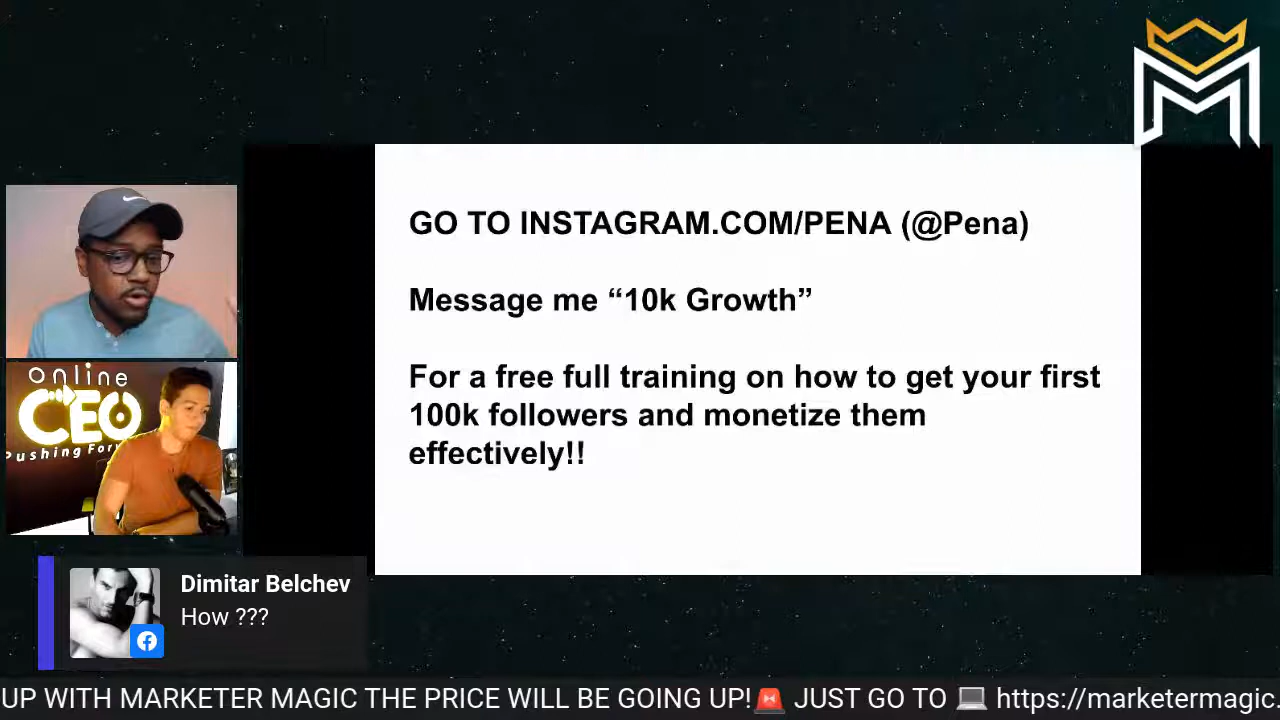 GO TO INSTAGRAM.COM/PENA (@Pena)
Message me “10k Growth”
For a free full training on how to get your first
100k followers and monetize them
effectively!!
online
CEO
Pushing For
Dimitar Belchev
How ???
UP WITH MARKETER MAGIC THE PRICE WILL BE GOING UP!🚨 JUST GO TO 💻 https://marketermagic.